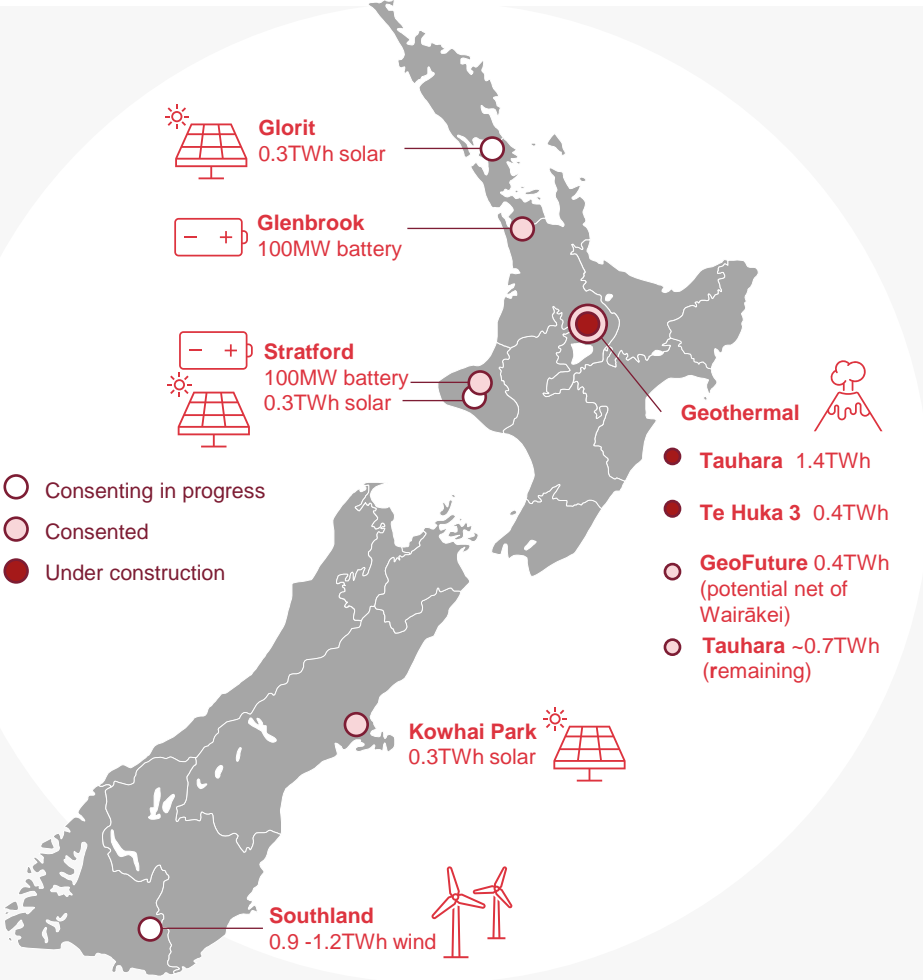 Glorit
0.3TWh solar
Glenbrook
100MW battery
Stratford
100MW battery
0.3TWh solar
Consenting in progress
Consented
Under construction
Geothermal
Tauhara 1.4TWh
Te Huka 3 0.4TWh
GeoFuture 0.4TWh
(potential net of
Wairākei)
Tauhara ~0.7TWh
(remaining)
Kowhai Park
0.3TWh solar
Southland
0.9 -1.2TWh wind